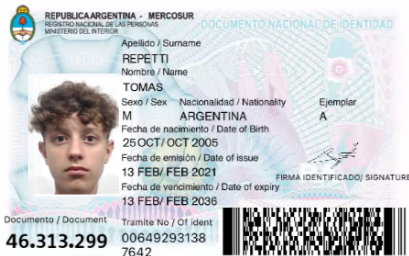 REPUBLICA ARGENTINA - MERCOSUR
REGISTRO NACIONAL DE LAS PERSONAS
MINISTERIO DEL INTERIOR
DOCUMENTO NACIONAL DE IDENTIDAD
Apellido / Surname
REPETTI
Nombre / Name
TOMAS
Sexo / Sex Nacionalidad / Nationality Ejemplar
M ARGENTINA A
Fecha de nacimiento / Date of Birth
25 OCT/ OCT 2005
Fecha de emisión / Date of issue
13 FEB/ FEB 2021
Fecha de vencimiento / Date of expiry
13 FEB/ FEB 2036
FIRMA IDENTIFICADO/ SIGNATURE
Documento / Document
46.313.299
Tramite No / Of ident
00649293138
7642